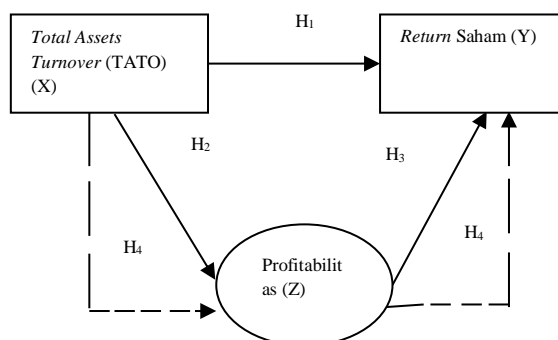 H1
Total Assets
Turnover (TATO)
(X)
Return Saham (Y)
H2
H3
H4
H4
Profitabilit
as (Z)